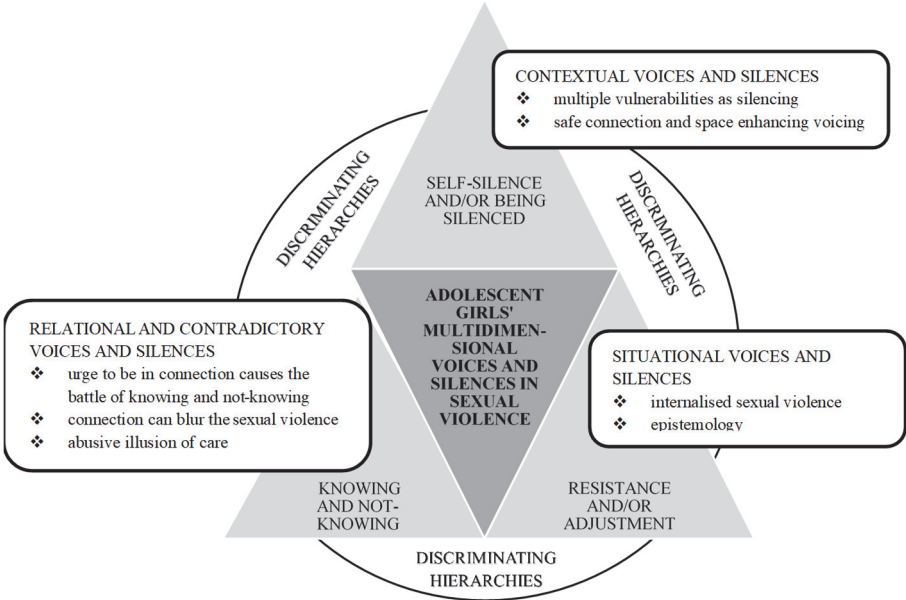 CONTEXTUAL VOICES AND SILENCES
❖ multiple vulnerabilities as silencing
❖ safe connection and space enhancing voicing
DISCRIMINATING
HIERARCHIES
DISCRIMINATING
HIERARCHIES
SELF-SILENCE
AND/OR BEING
SILENCED
ADOLESCENT
GIRLS'
MULTIDIMEN-
SIONAL
VOICES AND
SILENCES IN
SEXUAL
VIOLENCE
RELATIONAL AND CONTRADICTORY
VOICES AND SILENCES
❖ urge to be in connection causes the
battle of knowing and not-knowing
❖ connection can blur the sexual violence
❖ abusive illusion of care
SITUATIONAL VOICES AND
SILENCES
❖ internalised sexual violence
❖ epistemology
KNOWING
AND NOT-
KNOWING
RESISTANCE
AND/OR
ADJUSTMENT
DISCRIMINATING
HIERARCHIES